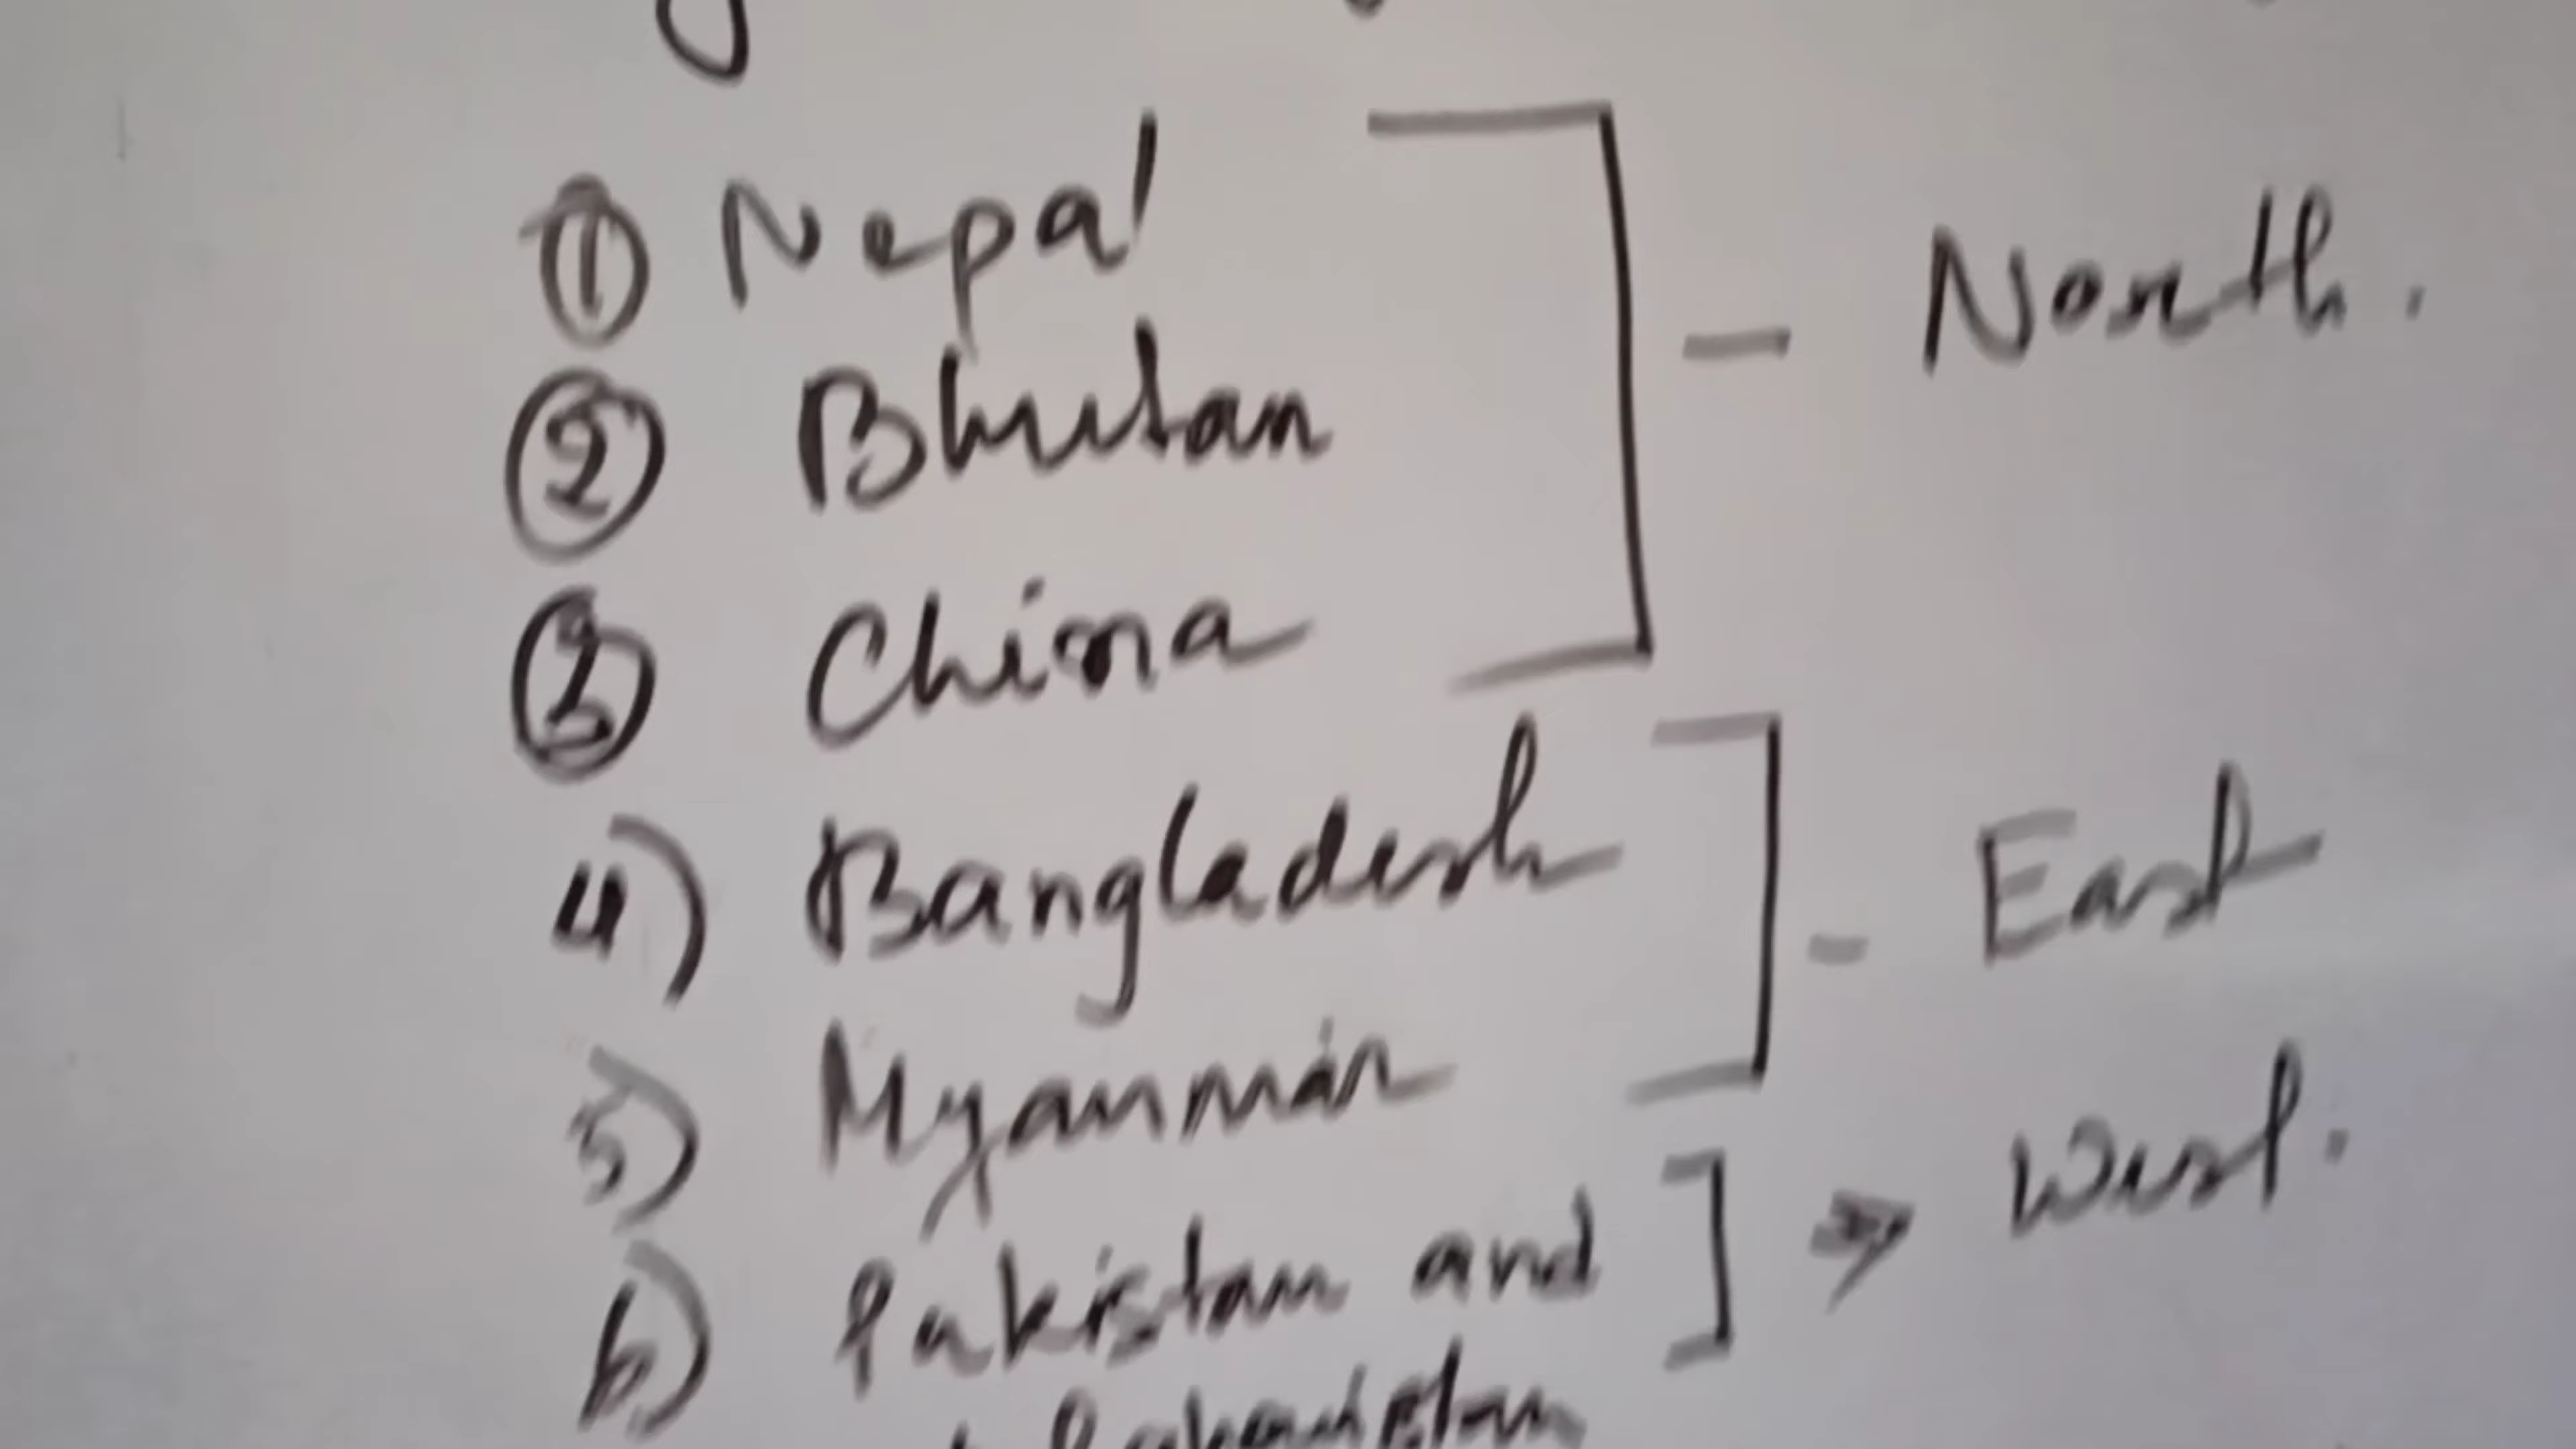 ① Nepal
② Bhutan
③ China
- North.
4) Bangladesh
5) Myanmar
- East
6) Pakistan and
⇒ West.